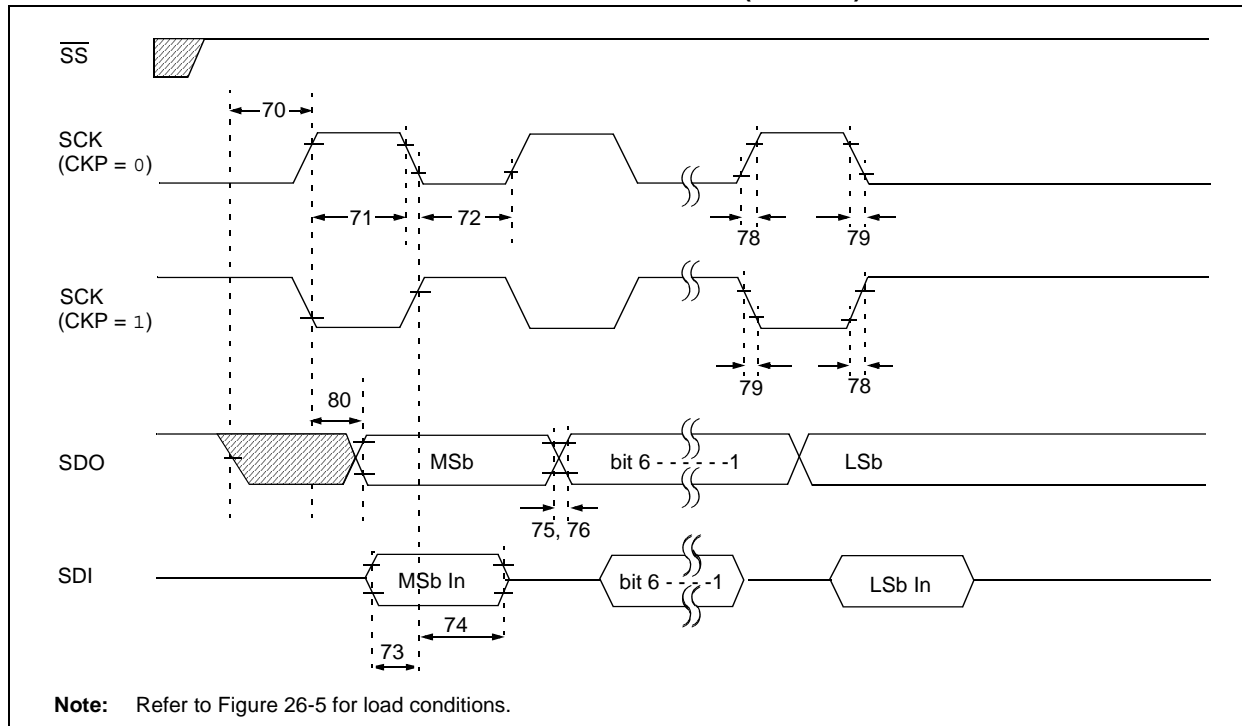 SS
70
SCK
(CKP = 0)
71
72
78
79
SCK
(CKP = 1)
79
78
80
SDO
MSb
bit 6 - - - - - -1
LSb
75, 76
SDI
MSb In
bit 6 - - - - -1
LSb In
74
73
Note: Refer to Figure 26-5 for load conditions.